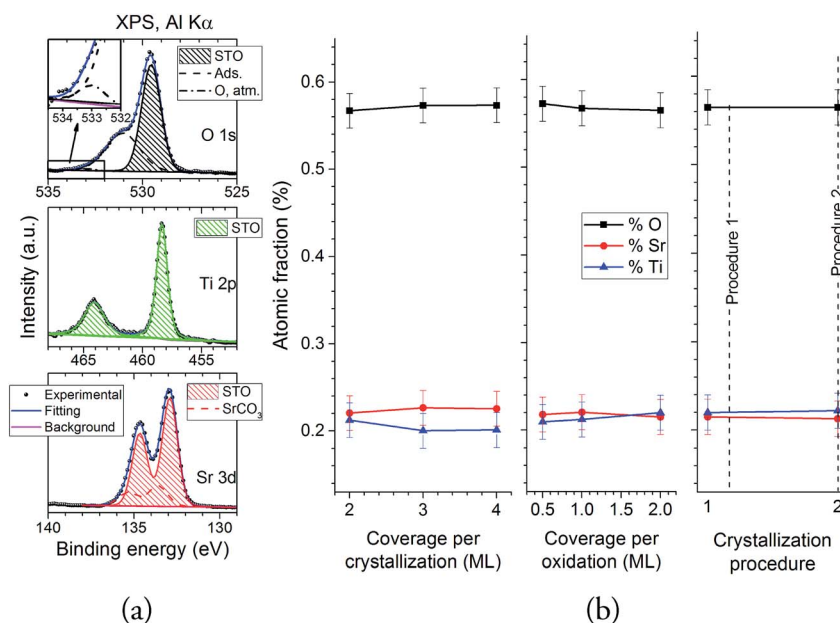 XPS, Al Kα
STO
Ads.
O, atm.
534 533 532
O 1s
535 530 525
STO
Ti 2p
465 460 455
Experimental
Fitting
Background
STO
SrCO₃
Sr 3d
140 135 130
Binding energy (eV)
Intensity (a.u.)
(a)
Atomic fraction (%)
0.6
0.5
0.4
0.3
0.2
2 3 4
Coverage per
crystallization (ML)
% O
% Sr
% Ti
0.5 1.0 1.5 2.0
Coverage per
oxidation (ML)
Procedure 1
Procedure 2
1 2
Crystallization
procedure
(b)